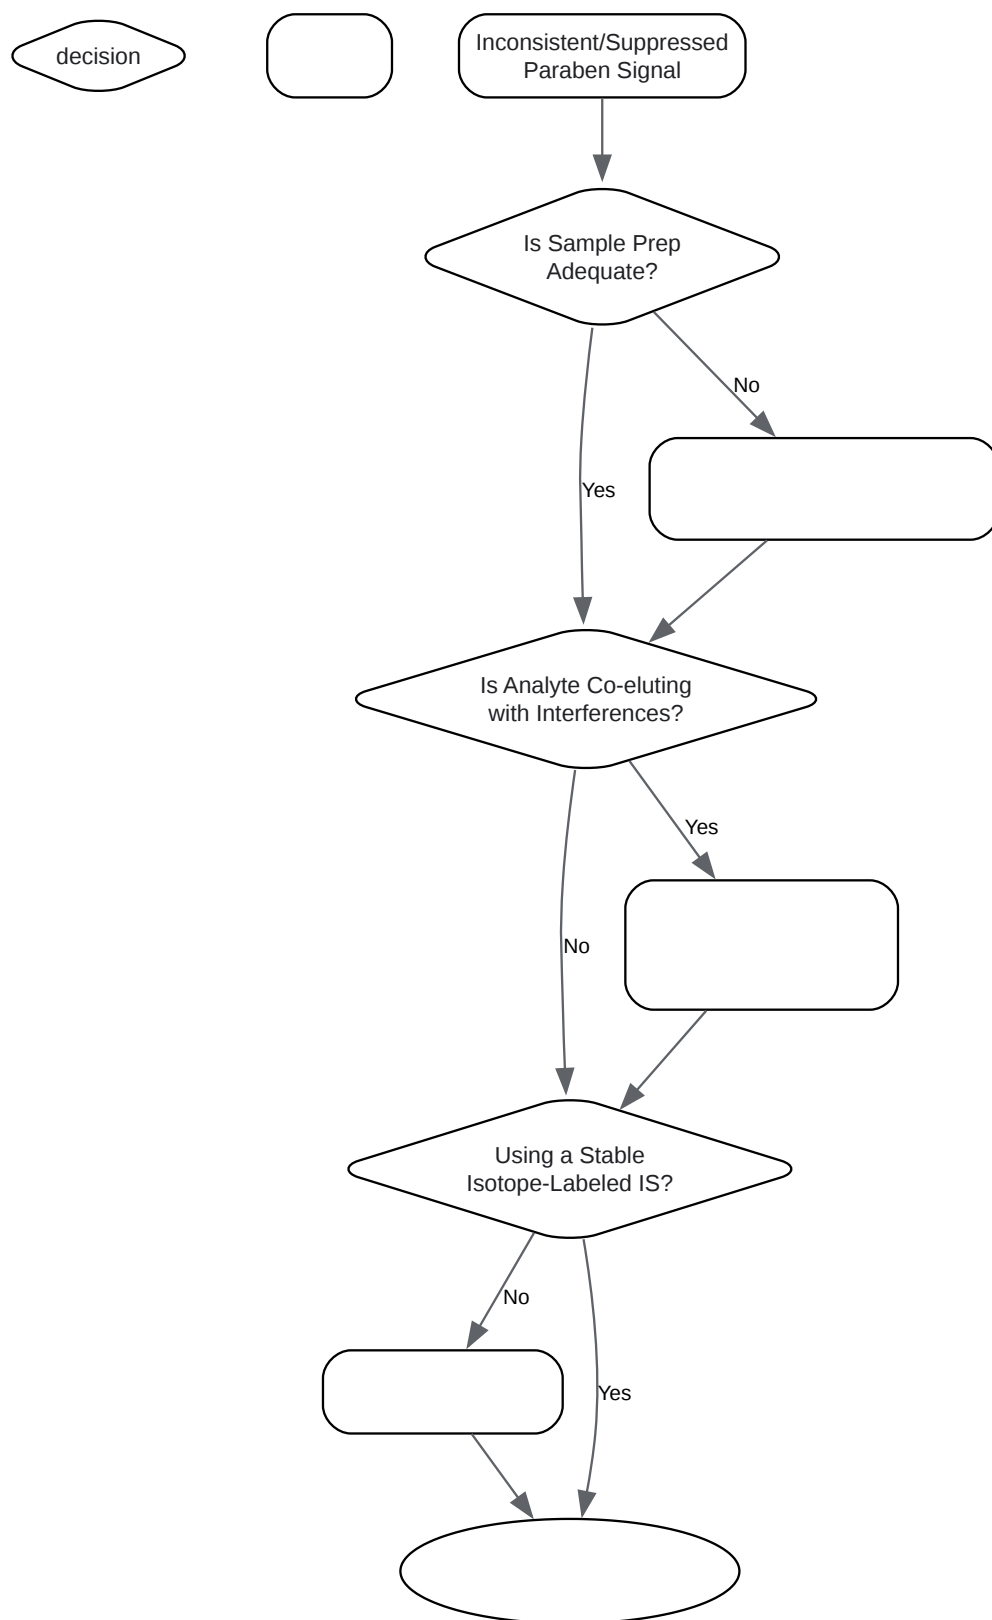 decision
Inconsistent/Suppressed
Paraben Signal
Is Sample Prep
Adequate?
No
Yes
Is Analyte Co-eluting
with Interferences?
Yes
No
Using a Stable
Isotope-Labeled IS?
No
Yes